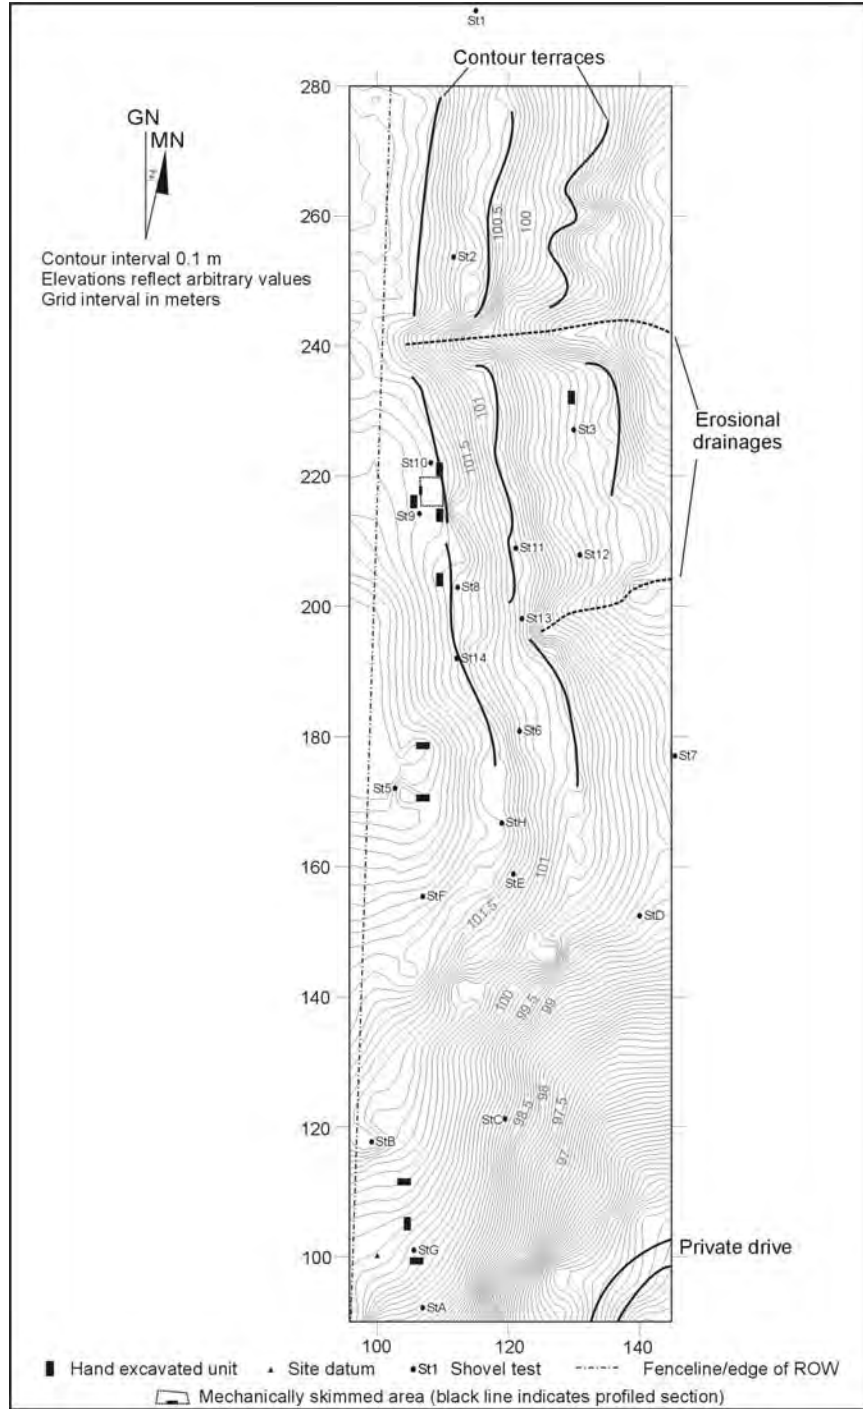 St1
Contour terraces
280
GN
MN
260
100.5
100
St2
Contour interval 0.1 m
Elevations reflect arbitrary values
Grid interval in meters
240
101
St3
Erosional
drainages
101.5
St10
220
St9
St11
St12
St8
200
St13
St14
180
St6
St7
St5
StH
160
StE
101
StF
101.5
StD
140
100
99.5
99
98
98.5
97.5
StC
120
StB
97
StG
100
Private drive
StA
100
120
140
Hand excavated unit
Site datum
St1 Shovel test
Fenceline/edge of ROW
Mechanically skimmed area (black line indicates profiled section)